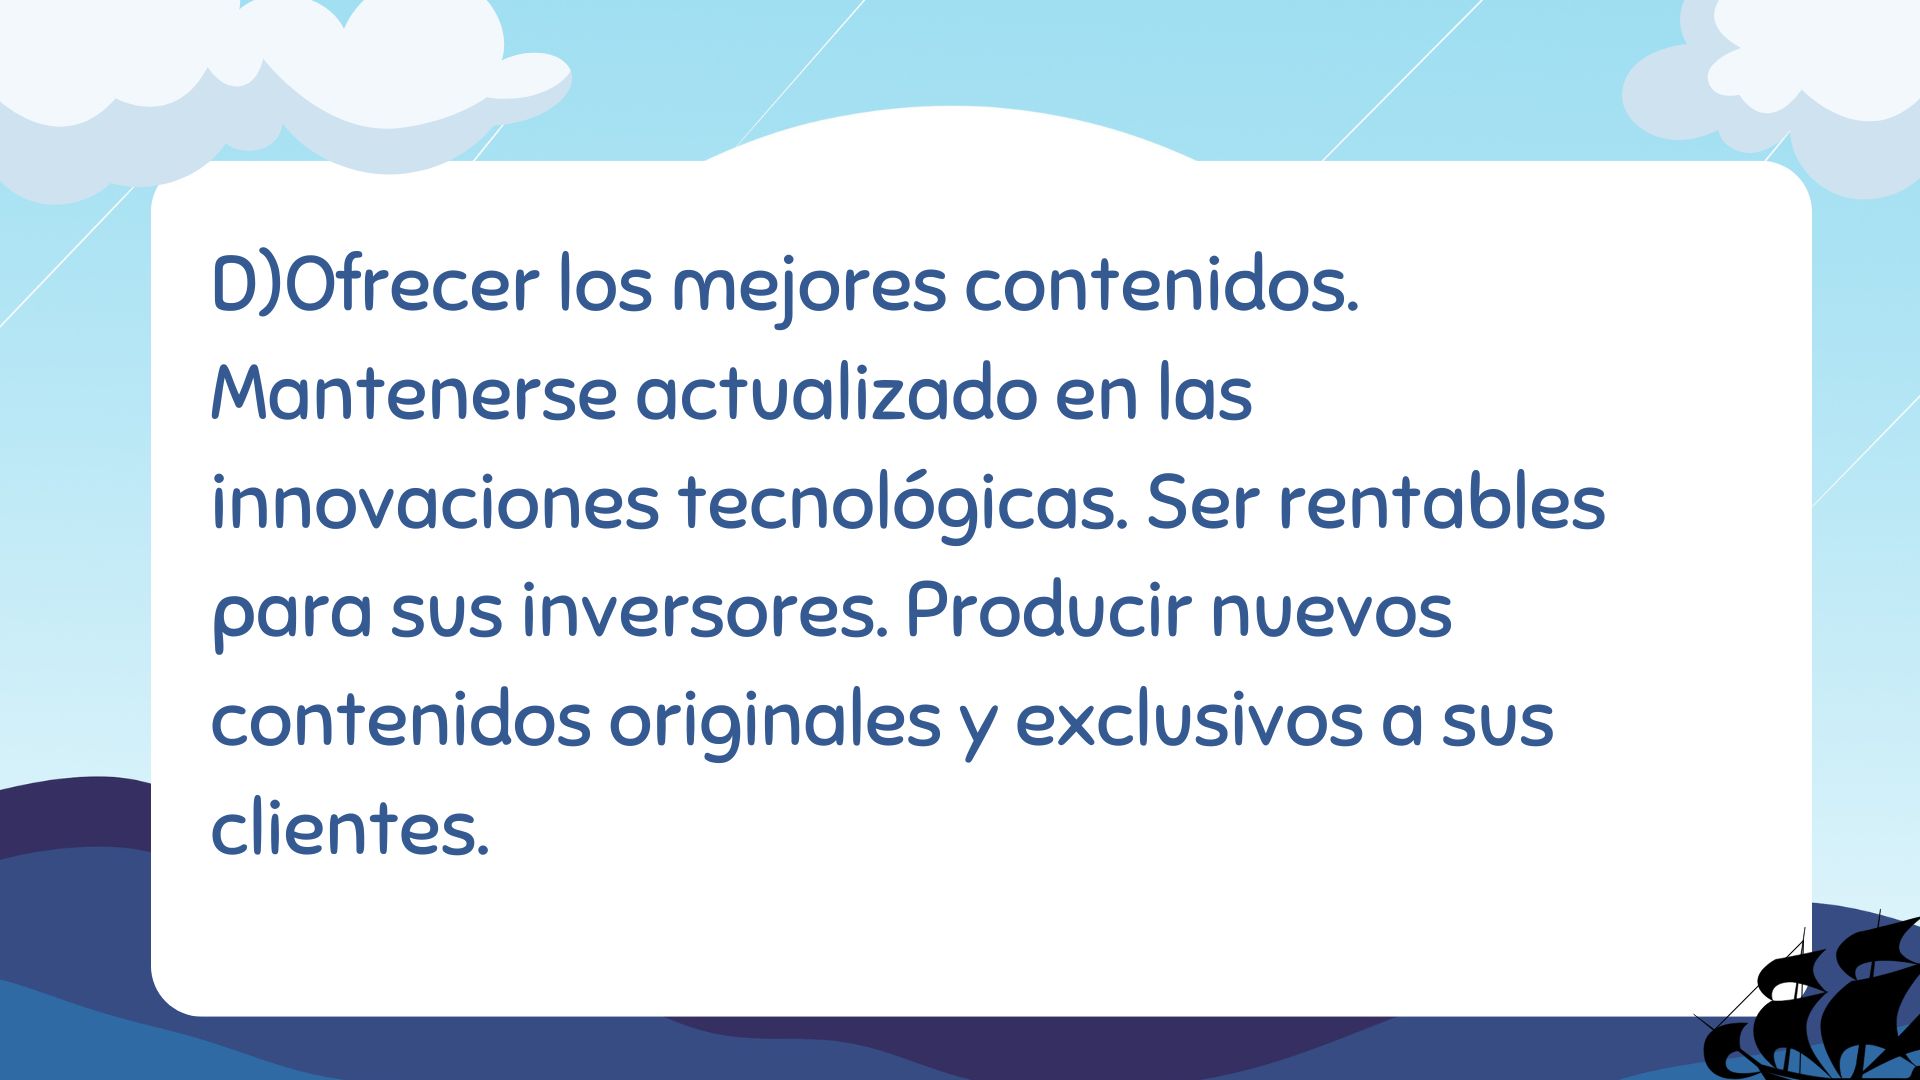 D)Ofrecer los mejores contenidos.
Mantenerse actualizado en las
innovaciones tecnológicas. Ser rentables
para sus inversores. Producir nuevos
contenidos originales y exclusivos a sus
clientes.